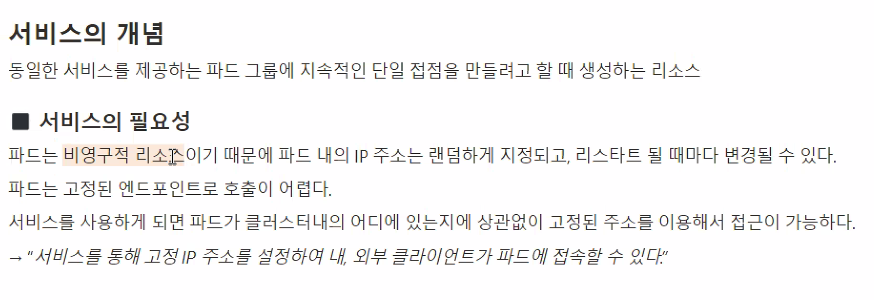 서비스의 개념
동일한 서비스를 제공하는 파드 그룹에 지속적인 단일 접점을 만들려고 할 때 생성하는 리소스
■ 서비스의 필요성
파드는 비영구적 리소스이기 때문에 파드 내의 IP 주소는 랜덤하게 지정되고, 리스타트 될 때마다 변경될 수 있다.
파드는 고정된 엔드포인트로 호출이 어렵다.
서비스를 사용하게 되면 파드가 클러스터내의 어디에 있는지에 상관없이 고정된 주소를 이용해서 접근이 가능하다.
→ “서비스를 통해 고정 IP 주소를 설정하여 내, 외부 클라이언트가 파드에 접속할 수 있다.”